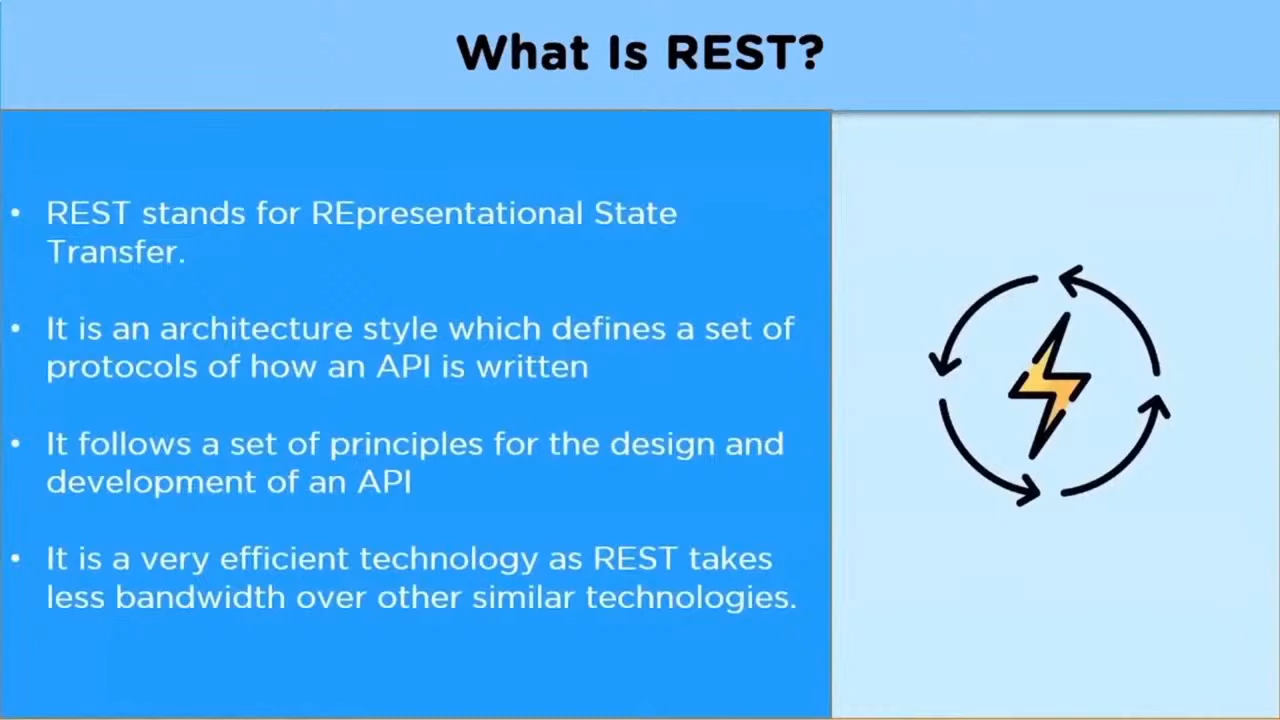 What Is REST?
• REST stands for REpresentational State
Transfer.
• It is an architecture style which defines a set of
protocols of how an API is written
• It follows a set of principles for the design and
development of an API
• It is a very efficient technology as REST takes
less bandwidth over other similar technologies.